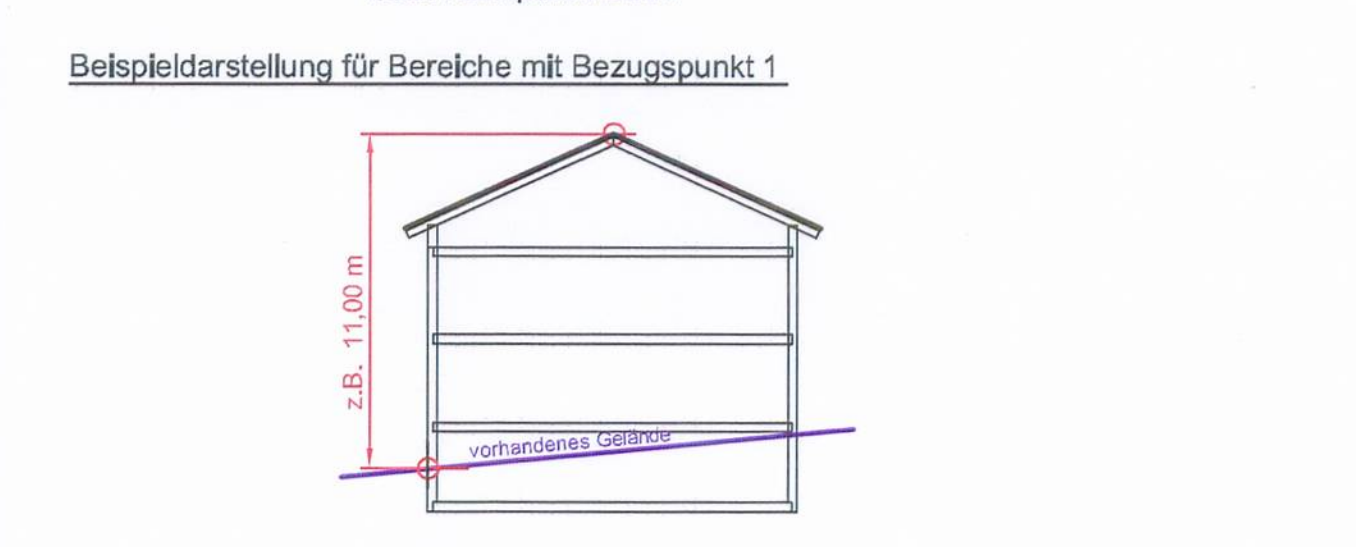 Beispieldarstellung für Bereiche mit Bezugspunkt 1
z.B. 11,00 m
vorhandenes Gelände